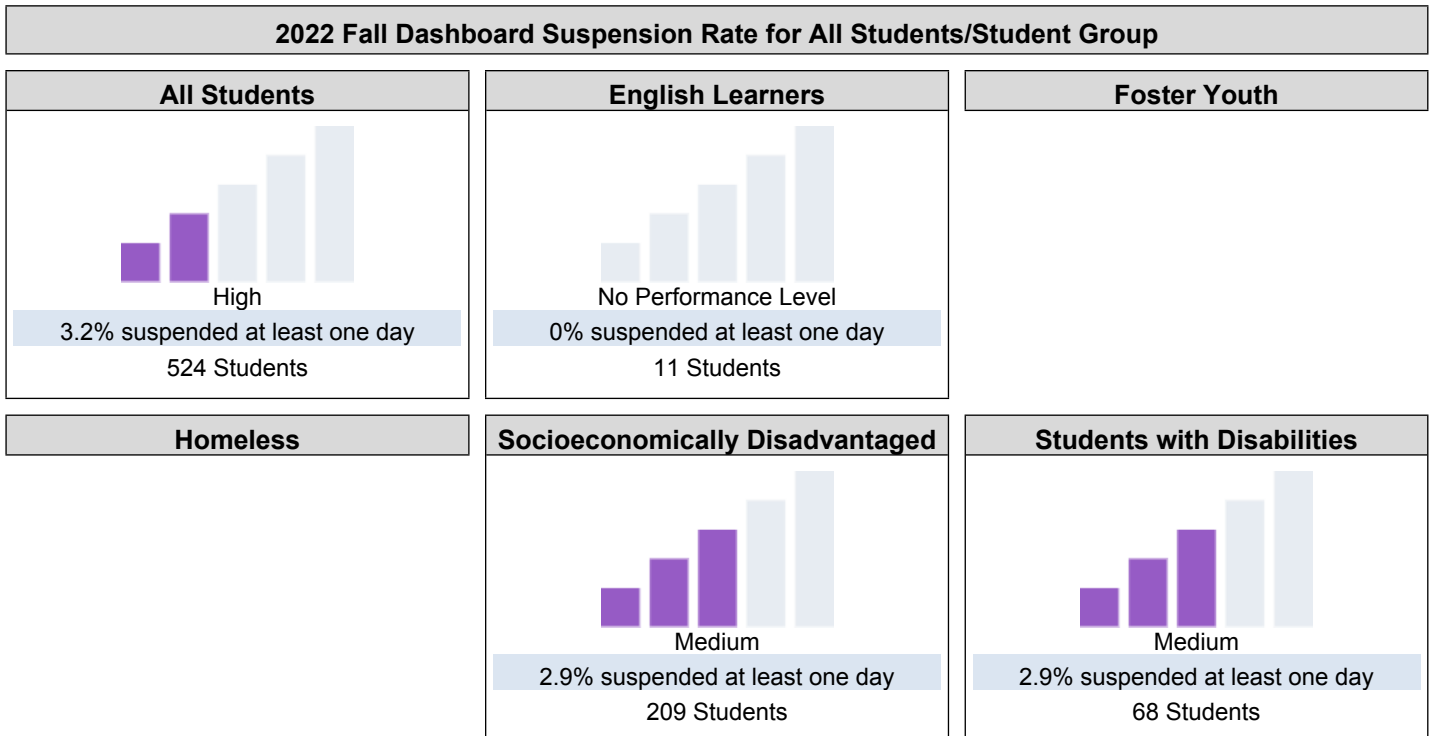 2022 Fall Dashboard Suspension Rate for All Students/Student Group
All Students
High
3.2% suspended at least one day
524 Students
English Learners
No Performance Level
0% suspended at least one day
11 Students
Foster Youth
Homeless
Socioeconomically Disadvantaged
Medium
2.9% suspended at least one day
209 Students
Students with Disabilities
Medium
2.9% suspended at least one day
68 Students